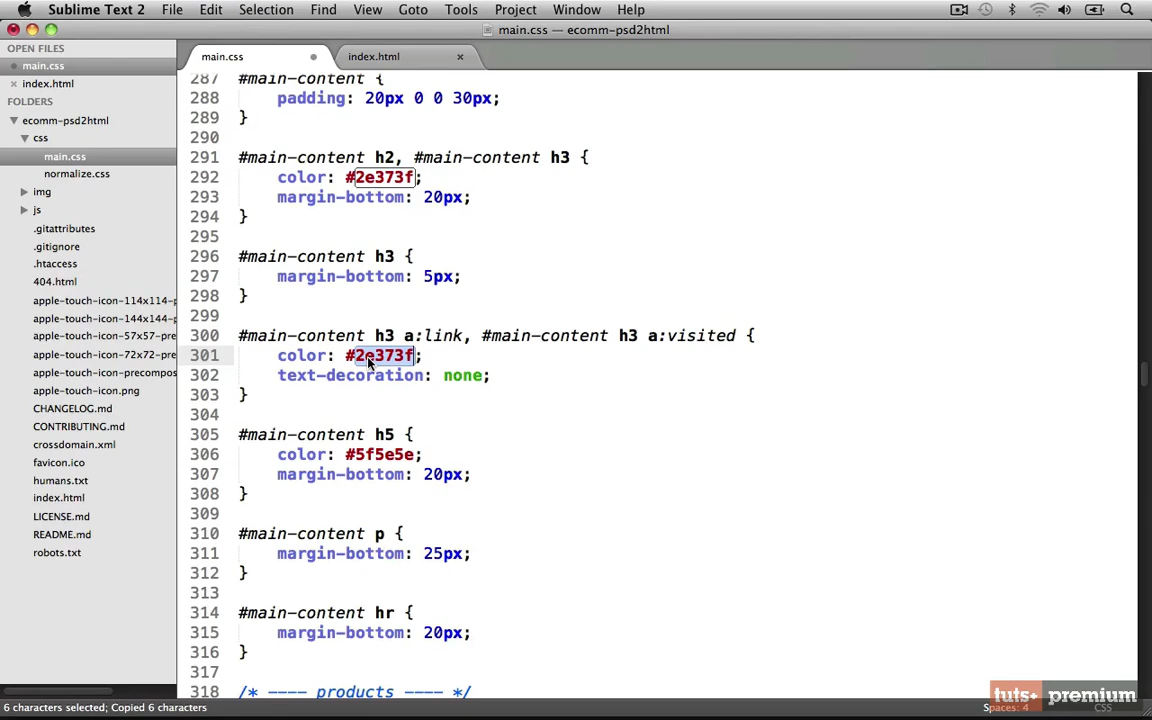 Sublime Text 2 File Edit Selection Find View Goto Tools Project Window Help
main.css — ecomm-psd2html
OPEN FILES
main.css
index.html
FOLDERS
ecomm-psd2html
css
main.css
normalize.css
img
js
.gitattributes
.gitignore
.htaccess
404.html
apple-touch-icon-114x114-p
apple-touch-icon-144x144-p
apple-touch-icon-57x57-pre
apple-touch-icon-72x72-pre
apple-touch-icon-precompos
apple-touch-icon.png
CHANGELOG.md
CONTRIBUTING.md
crossdomain.xml
favicon.ico
humans.txt
index.html
LICENSE.md
README.md
robots.txt
main.css index.html
287 #main-content {
288 padding: 20px 0 0 30px;
289 }
290
291 #main-content h2, #main-content h3 {
292 color: #2e373f;
293 margin-bottom: 20px;
294 }
295
296 #main-content h3 {
297 margin-bottom: 5px;
298 }
299
300 #main-content h3 a:link, #main-content h3 a:visited {
301 color: #2e373f;
302 text-decoration: none;
303 }
304
305 #main-content h5 {
306 color: #5f5e5e;
307 margin-bottom: 20px;
308 }
309
310 #main-content p {
311 margin-bottom: 25px;
312 }
313
314 #main-content hr {
315 margin-bottom: 20px;
316 }
317
318 /* ---- products ---- */
6 characters selected; Copied 6 characters
Spaces: 4 CSS
tuts+ premium